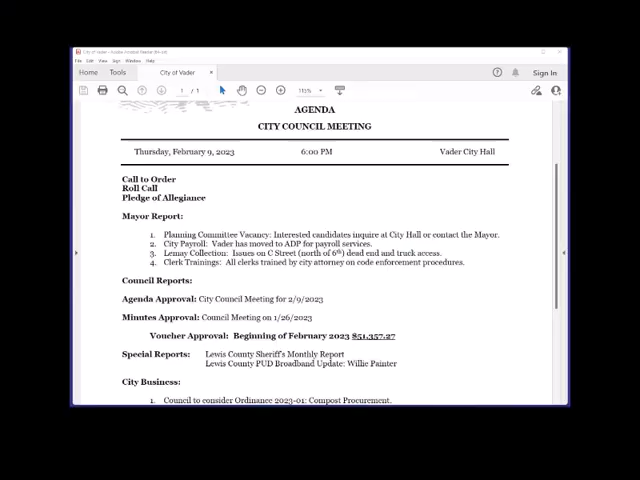 Home Tools City of Vader × Sign In
1 / 1 115%
AGENDA
CITY COUNCIL MEETING
Thursday, February 9, 2023 6:00 PM Vader City Hall
Call to Order
Roll Call
Pledge of Allegiance
Mayor Report:
1. Planning Committee Vacancy: Interested candidates inquire at City Hall or contact the Mayor.
2. City Payroll: Vader has moved to ADP for payroll services.
3. Lemay Collection: Issues on C Street (north of 6th) dead end and truck access.
4. Clerk Trainings: All clerks trained by city attorney on code enforcement procedures.
Council Reports:
Agenda Approval: City Council Meeting for 2/9/2023
Minutes Approval: Council Meeting on 1/26/2023
Voucher Approval: Beginning of February 2023 $51,357.27
Special Reports: Lewis County Sheriff's Monthly Report
Lewis County PUD Broadband Update: Willie Painter
City Business:
1. Council to consider Ordinance 2023-01: Compost Procurement.